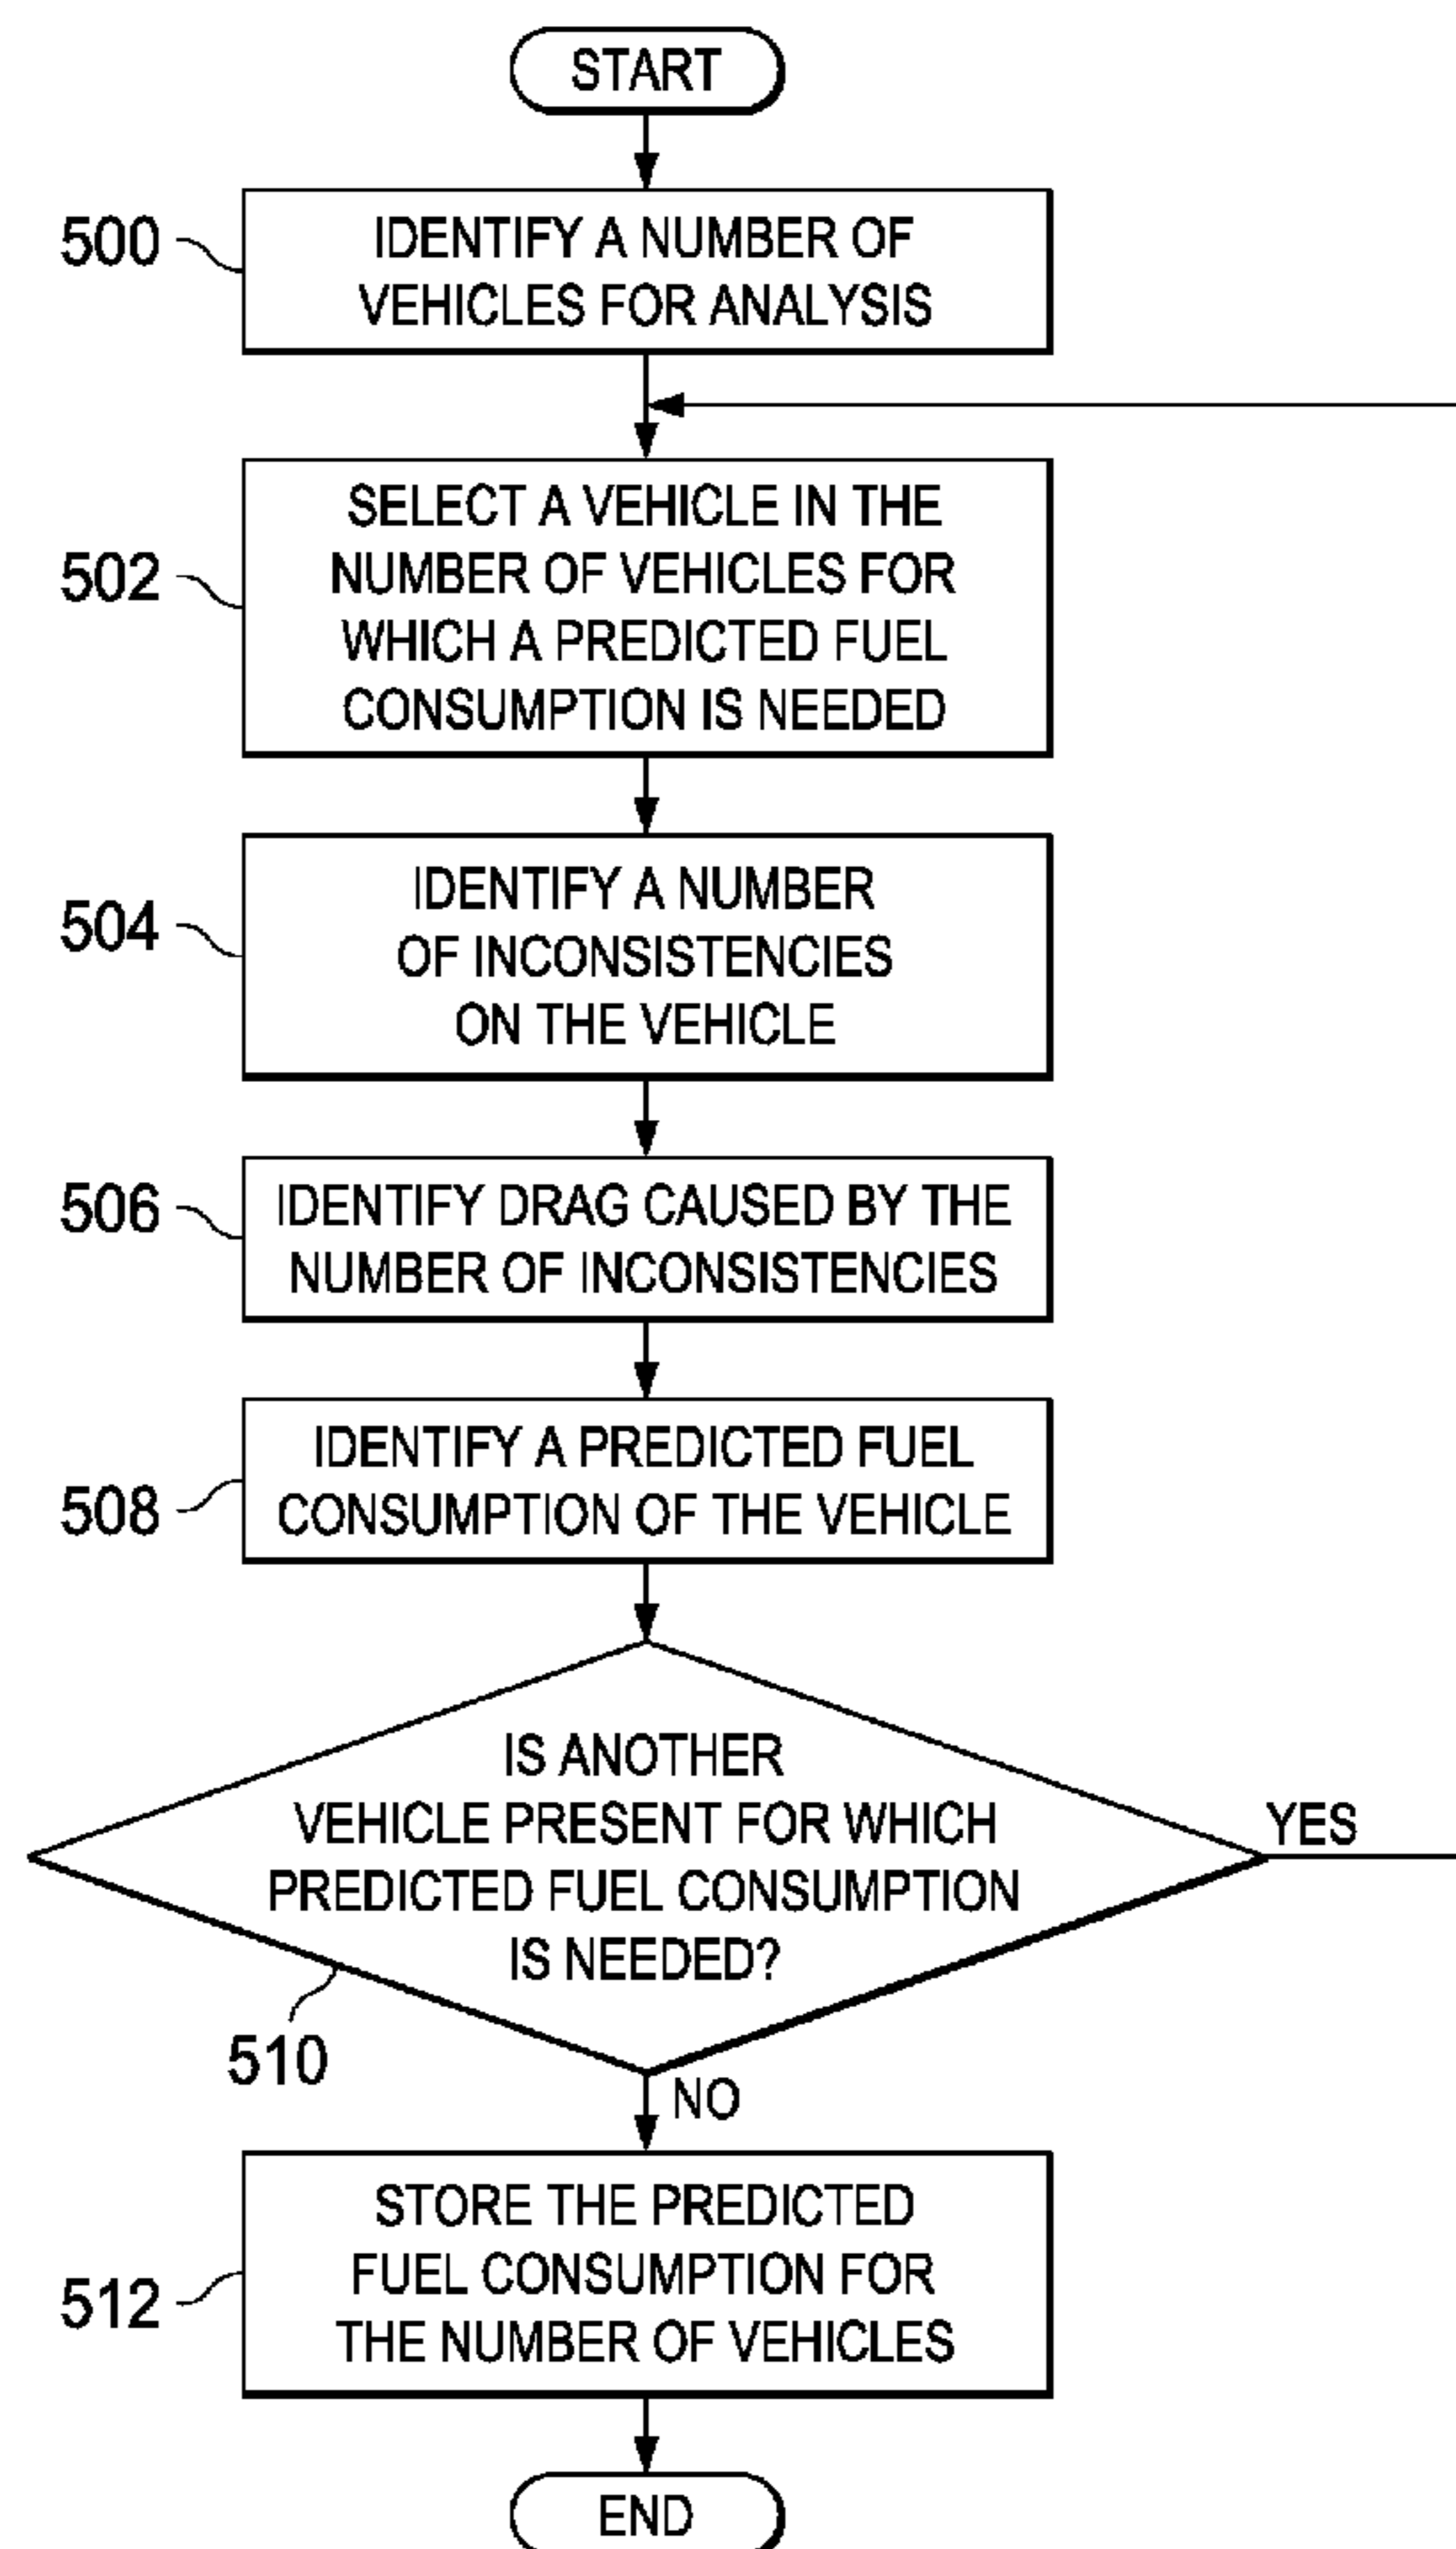 START
500
IDENTIFY A NUMBER OF
VEHICLES FOR ANALYSIS
502
SELECT A VEHICLE IN THE
NUMBER OF VEHICLES FOR
WHICH A PREDICTED FUEL
CONSUMPTION IS NEEDED
504
IDENTIFY A NUMBER
OF INCONSISTENCIES
ON THE VEHICLE
506
IDENTIFY DRAG CAUSED BY THE
NUMBER OF INCONSISTENCIES
508
IDENTIFY A PREDICTED FUEL
CONSUMPTION OF THE VEHICLE
IS ANOTHER
VEHICLE PRESENT FOR WHICH
PREDICTED FUEL CONSUMPTION
IS NEEDED?
YES
510
NO
512
STORE THE PREDICTED
FUEL CONSUMPTION FOR
THE NUMBER OF VEHICLES
END